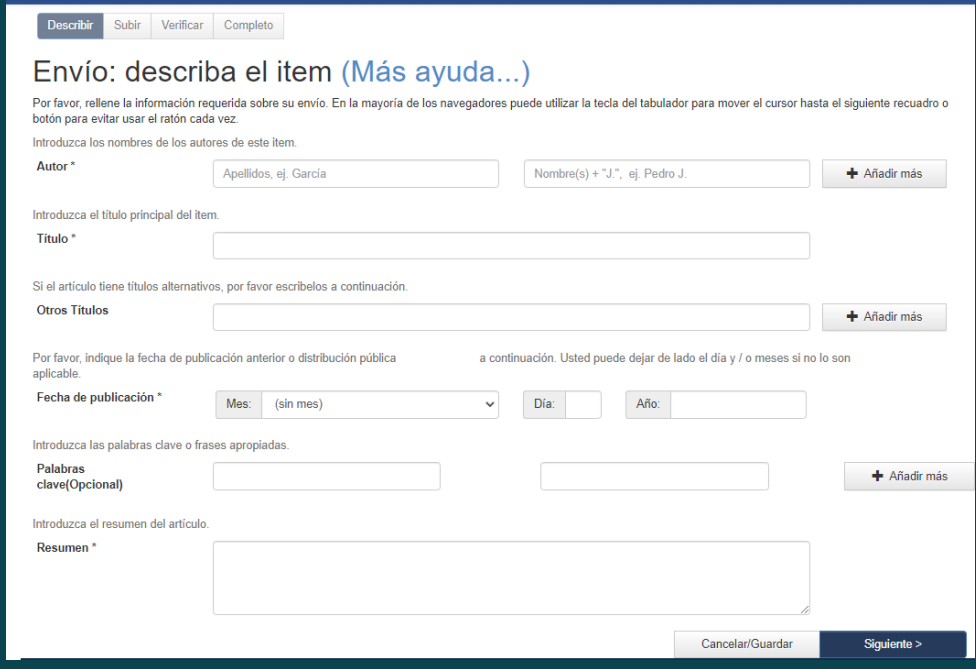 Describir Subir Verificar Completo
Envío: describa el item (Más ayuda...)
Por favor, rellene la información requerida sobre su envío. En la mayoría de los navegadores puede utilizar la tecla del tabulador para mover el cursor hasta el siguiente recuadro o
botón para evitar usar el ratón cada vez.
Introduzca los nombres de los autores de este item.
Autor * Apellidos, ej. García Nombre(s) + "J.", ej. Pedro J. + Añadir más
Introduzca el título principal del ítem.
Título *
Si el artículo tiene títulos alternativos, por favor escribelos a continuación.
Otros Títulos + Añadir más
Por favor, indique la fecha de publicación anterior o distribución pública a continuación. Usted puede dejar de lado el día y / o meses si no lo son
aplicable.
Fecha de publicación * Mes: (sin mes) Día: Año:
Introduzca las palabras clave o frases apropiadas.
Palabras
clave(Opcional) + Añadir más
Introduzca el resumen del artículo.
Resumen *
Cancelar/Guardar Siguiente >